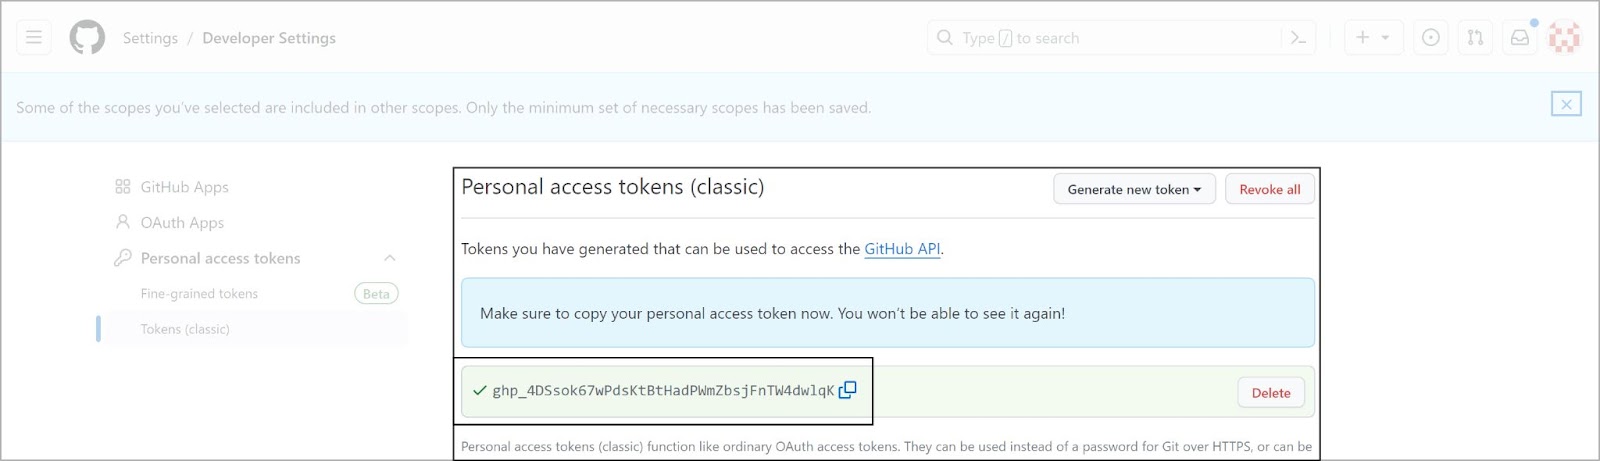 Settings / Developer Settings
Type / to search
Some of the scopes you've selected are included in other scopes. Only the minimum set of necessary scopes has been saved.
GitHub Apps
OAuth Apps
Personal access tokens
Fine-grained tokens Beta
Tokens (classic)
Personal access tokens (classic)
Generate new token
Revoke all
Tokens you have generated that can be used to access the GitHub API.
Make sure to copy your personal access token now. You won't be able to see it again!
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
Delete
Personal access tokens (classic) function like ordinary OAuth access tokens. They can be used instead of a password for Git over HTTPS, or can be